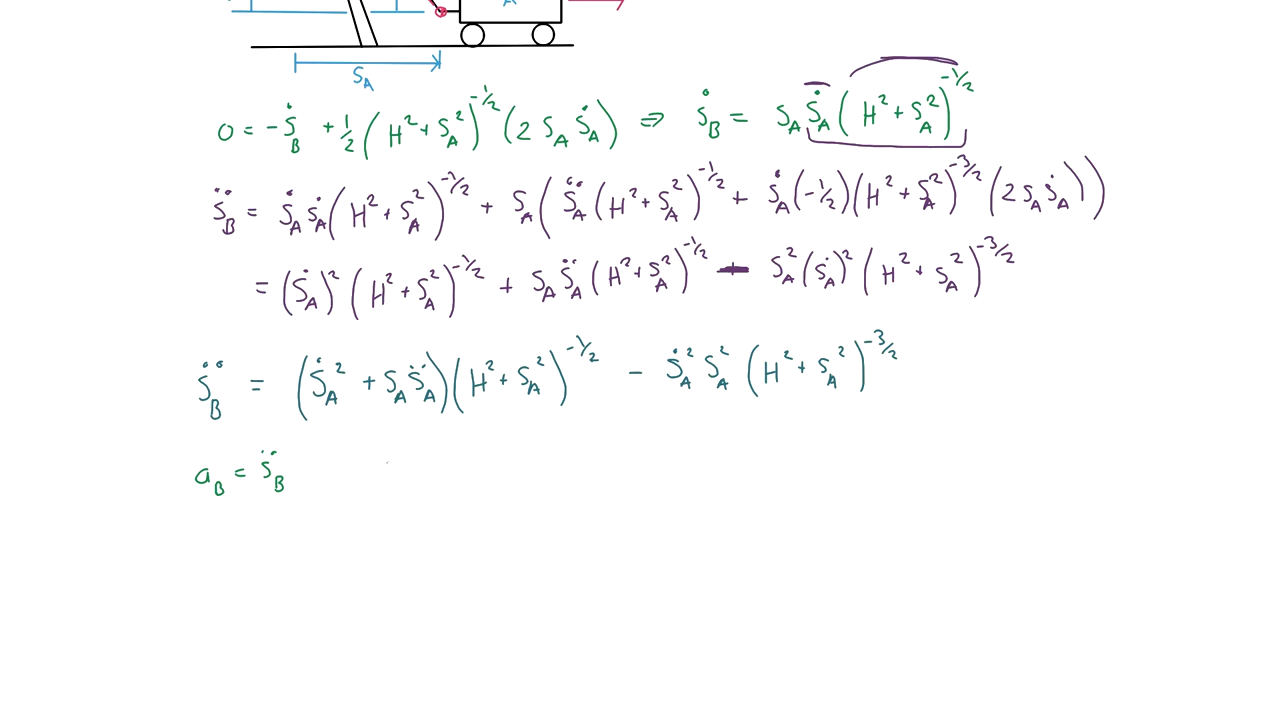 A
S_A
0 = -ṡ_B + 1/2 (H² + S_A²)^(-1/2) (2 S_A Ṡ_A) ⇒ ṡ_B = S_A Ṡ_A (H² + S_A²)^(-1/2)
s̈_B = Ṡ_A Ṡ_A (H² + S_A²)^(-1/2) + S_A (S̈_A (H² + S_A²)^(-1/2) + Ṡ_A (-1/2) (H² + S_A²)^(-3/2) (2 S_A Ṡ_A))
= (Ṡ_A)² (H² + S_A²)^(-1/2) + S_A S̈_A (H² + S_A²)^(-1/2) - S_A² (Ṡ_A)² (H² + S_A²)^(-3/2)
s̈_B = (Ṡ_A² + S_A S̈_A) (H² + S_A²)^(-1/2) - Ṡ_A² S_A² (H² + S_A²)^(-3/2)
a_B = s̈_B